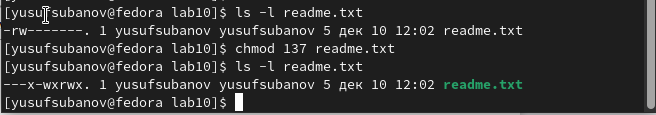 [yusufsubanov@fedora lab10]$ ls -l readme.txt
-rw-------. 1 yusufsubanov yusufsubanov 5 дек 10 12:02 readme.txt
[yusufsubanov@fedora lab10]$ chmod 137 readme.txt
[yusufsubanov@fedora lab10]$ ls -l readme.txt
---x-wxrwx. 1 yusufsubanov yusufsubanov 5 дек 10 12:02 readme.txt
[yusufsubanov@fedora lab10]$